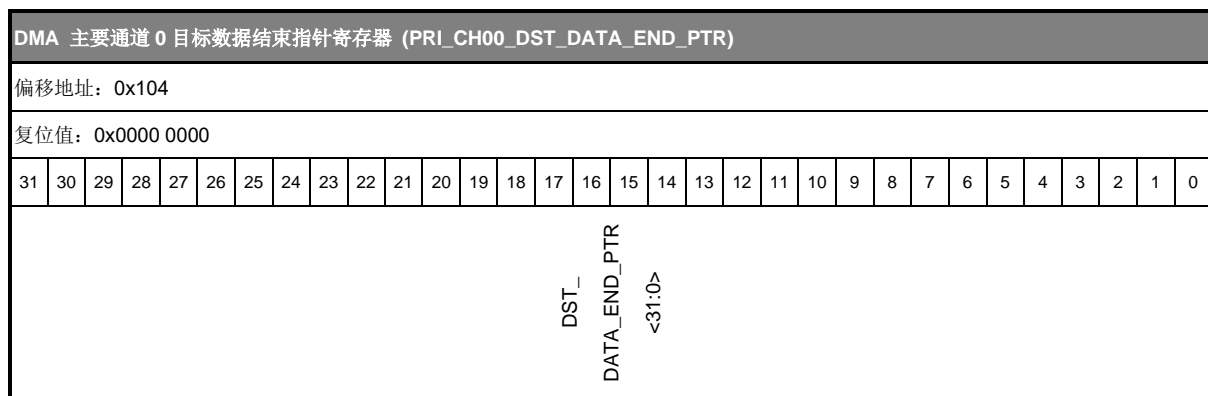 DMA 主要通道 0 目标数据结束指针寄存器 (PRI_CH00_DST_DATA_END_PTR)
偏移地址：0x104
复位值：0x0000 0000
31 30 29 28 27 26 25 24 23 22 21 20 19 18 17 16 15 14 13 12 11 10 9 8 7 6 5 4 3 2 1 0
DST_
DATA_END_PTR
<31:0>